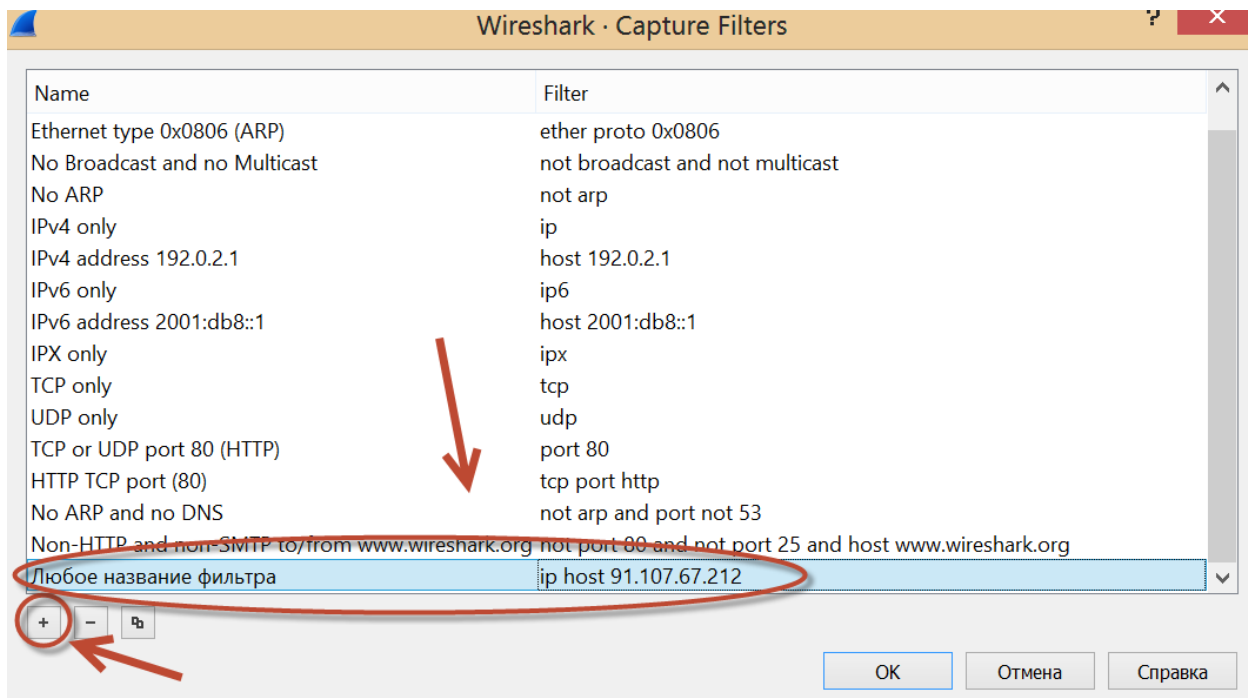 Wireshark · Capture Filters
?
Name Filter
Ethernet type 0x0806 (ARP) ether proto 0x0806
No Broadcast and no Multicast not broadcast and not multicast
No ARP not arp
IPv4 only ip
IPv4 address 192.0.2.1 host 192.0.2.1
IPv6 only ip6
IPv6 address 2001:db8::1 host 2001:db8::1
IPX only ipx
TCP only tcp
UDP only udp
TCP or UDP port 80 (HTTP) port 80
HTTP TCP port (80) tcp port http
No ARP and no DNS not arp and port not 53
Non-HTTP and non-SMTP to/from www.wireshark.org not port 80 and not port 25 and host www.wireshark.org
Любое название фильтра ip host 91.107.67.212
+ −
OK Отмена Справка